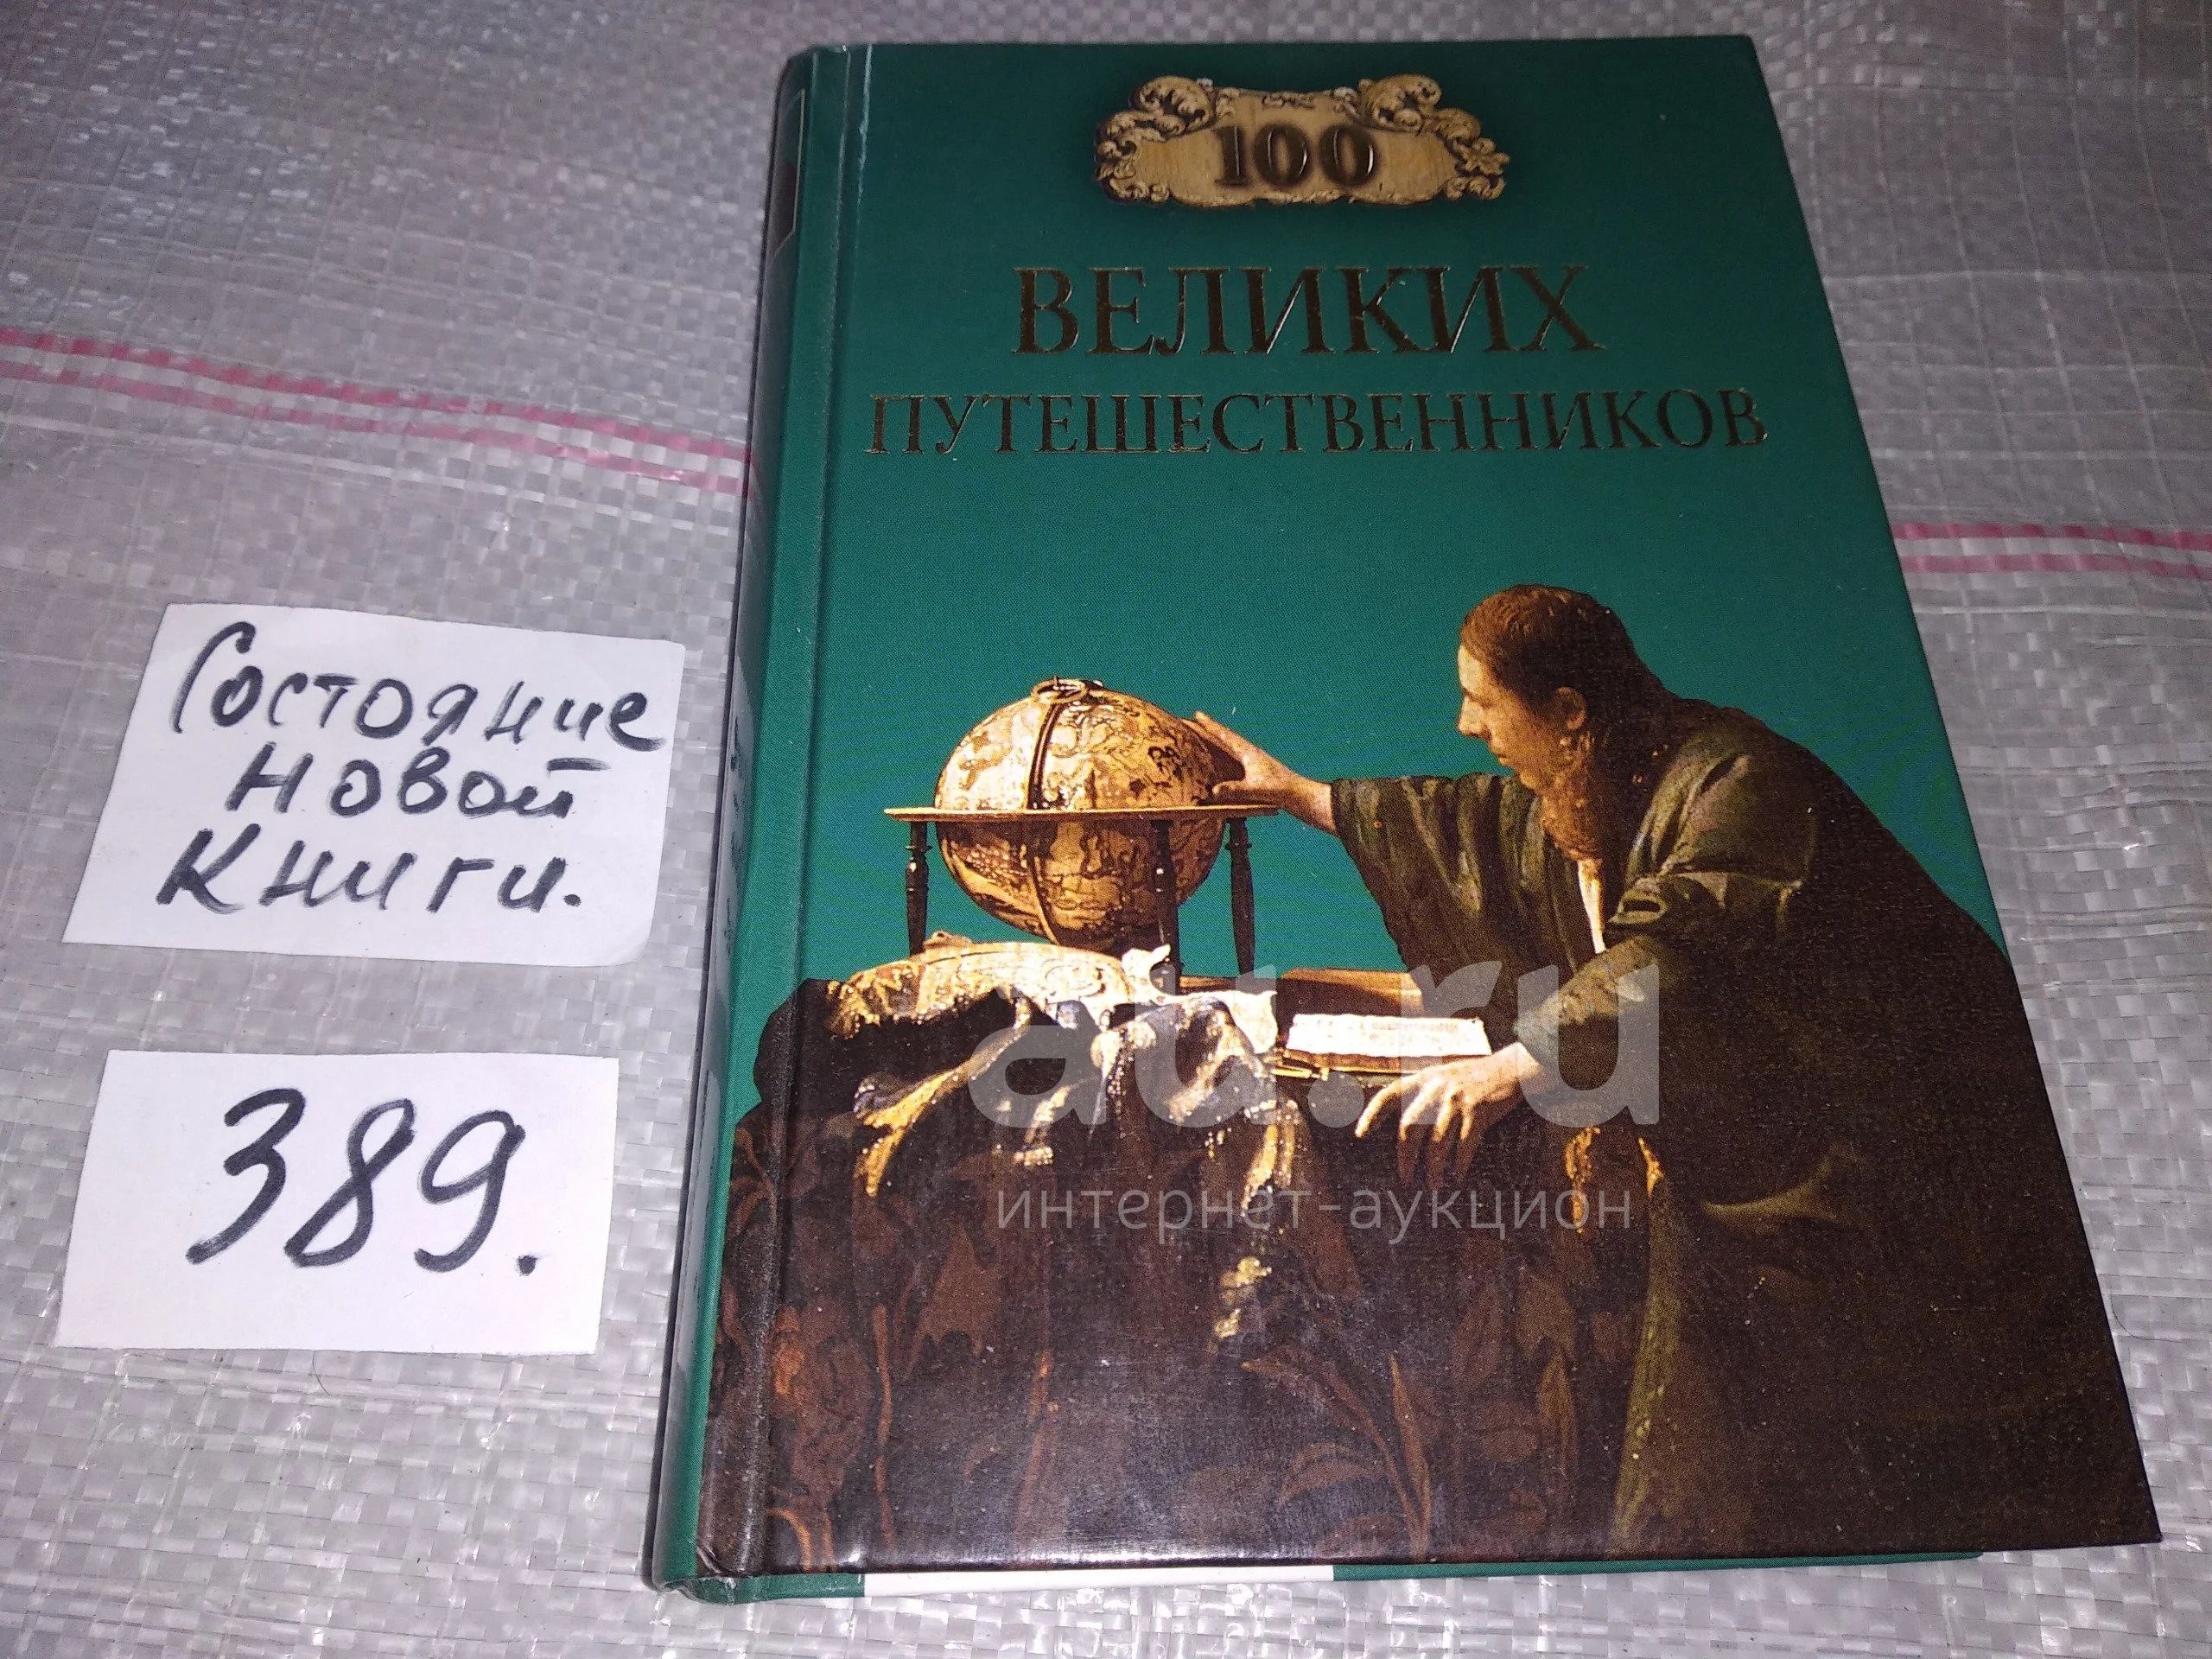 100
ВЕЛИКИХ
ПУТЕШЕСТВЕННИКОВ
Состояние
новой
книги.
389.
au.ru
интернет-аукцион